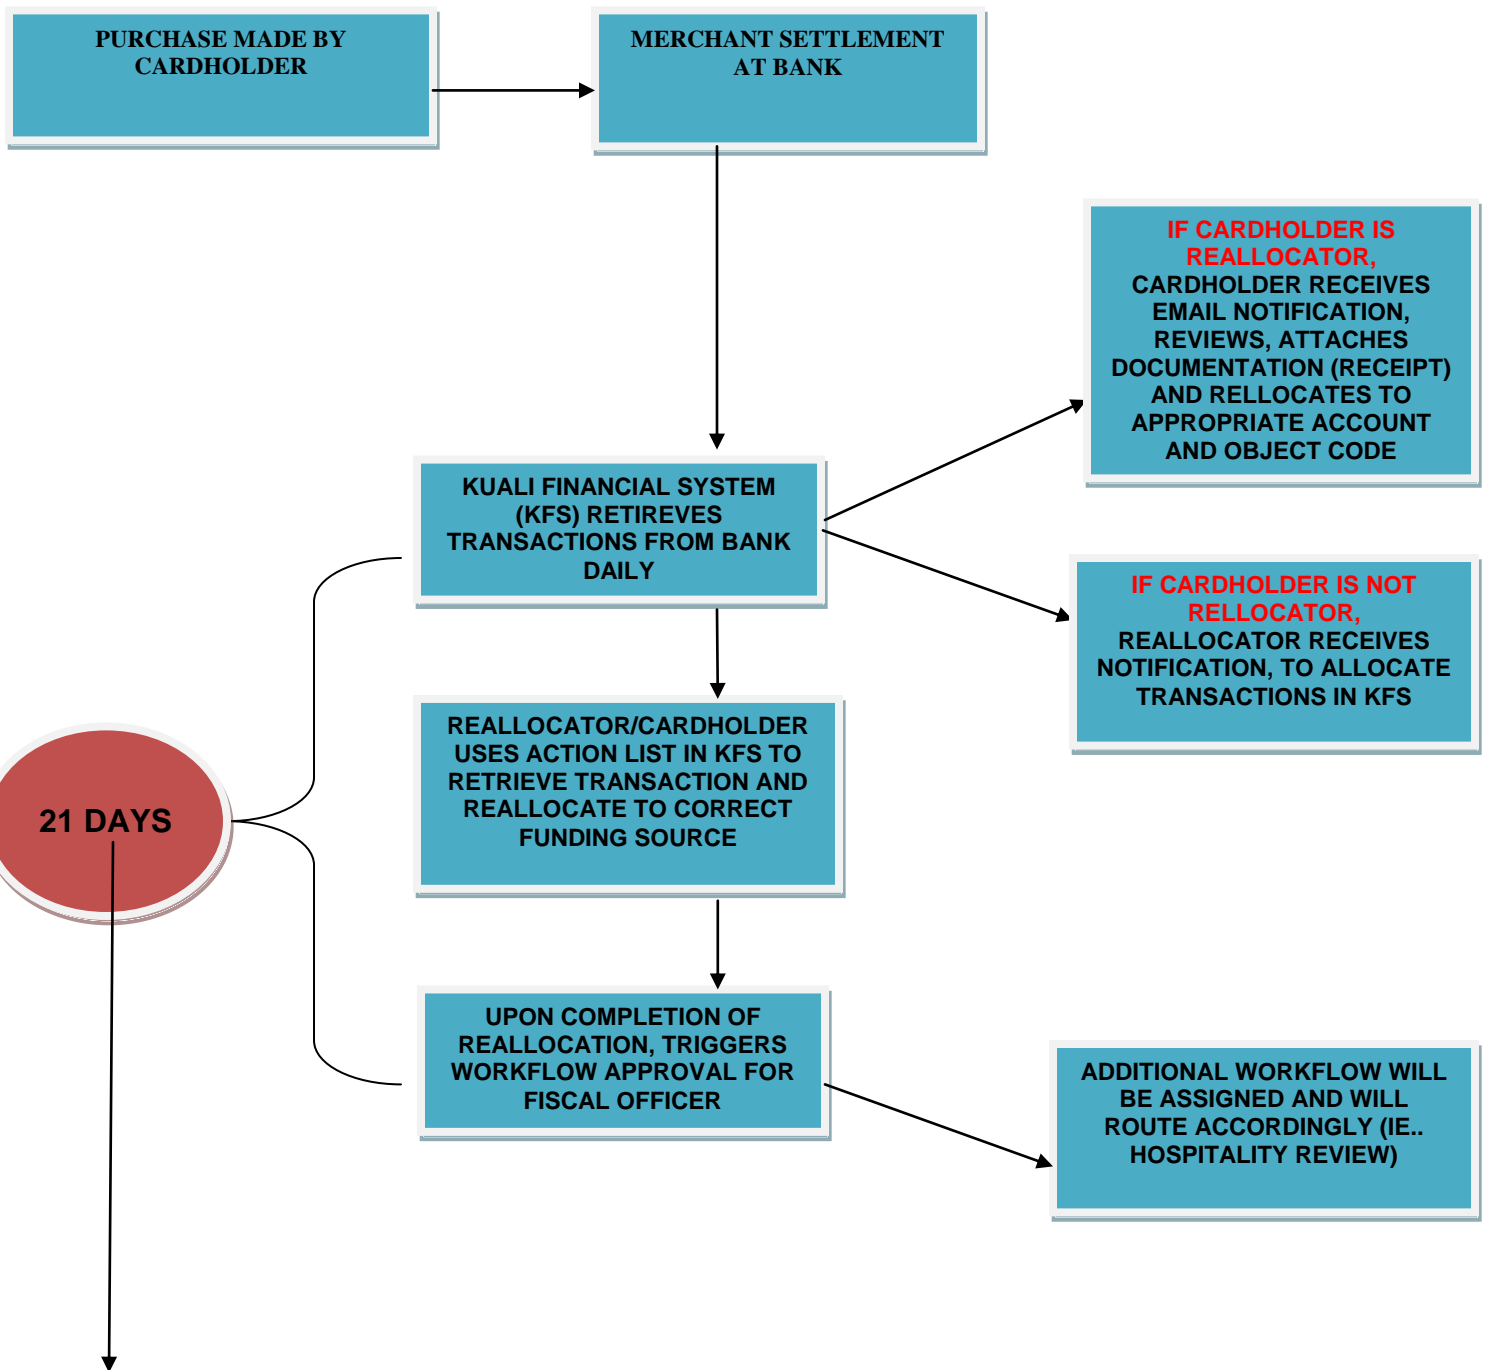 PURCHASE MADE BY
CARDHOLDER
MERCHANT SETTLEMENT
AT BANK
IF CARDHOLDER IS
REALLOCATOR,
CARDHOLDER RECEIVES
EMAIL NOTIFICATION,
REVIEWS, ATTACHES
DOCUMENTATION (RECEIPT)
AND RELLOCATES TO
APPROPRIATE ACCOUNT
AND OBJECT CODE
KUALI FINANCIAL SYSTEM
(KFS) RETIREVES
TRANSACTIONS FROM BANK
DAILY
IF CARDHOLDER IS NOT
RELLOCATOR,
REALLOCATOR RECEIVES
NOTIFICATION, TO ALLOCATE
TRANSACTIONS IN KFS
REALLOCATOR/CARDHOLDER
USES ACTION LIST IN KFS TO
RETRIEVE TRANSACTION AND
REALLOCATE TO CORRECT
FUNDING SOURCE
21 DAYS
UPON COMPLETION OF
REALLOCATION, TRIGGERS
WORKFLOW APPROVAL FOR
FISCAL OFFICER
ADDITIONAL WORKFLOW WILL
BE ASSIGNED AND WILL
ROUTE ACCORDINGLY (IE..
HOSPITALITY REVIEW)